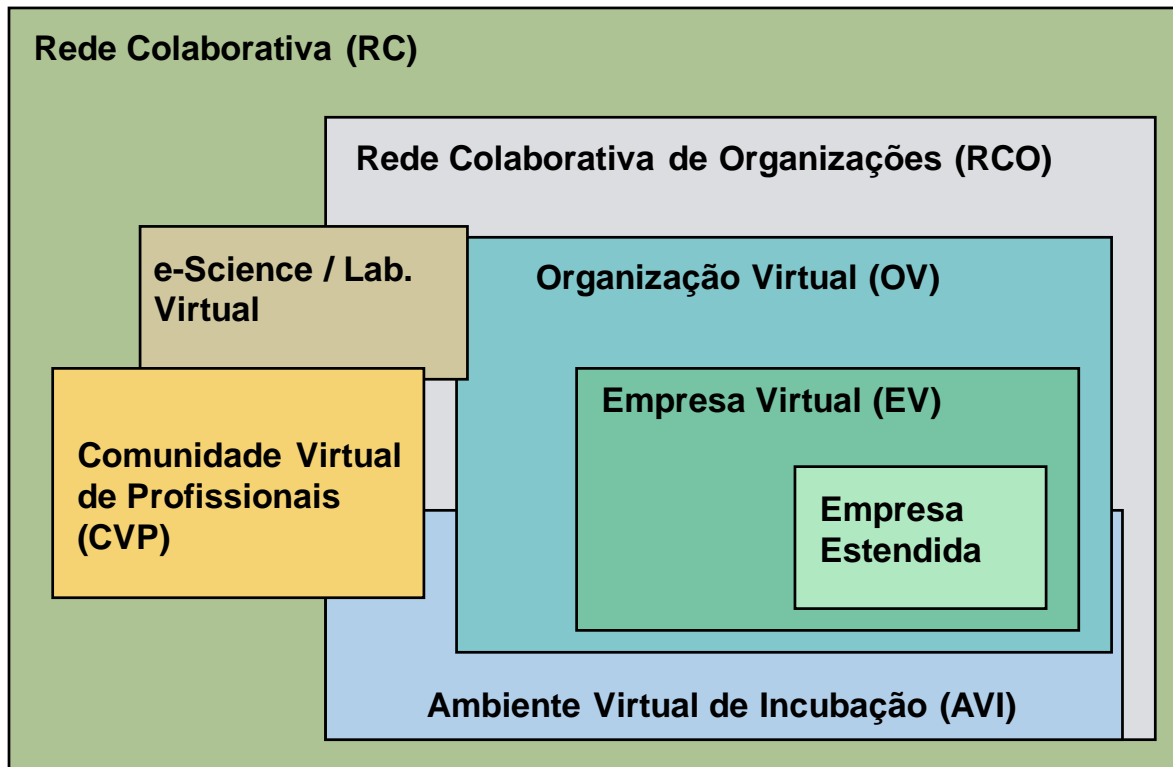 Rede Colaborativa (RC)
Rede Colaborativa de Organizações (RCO)
e-Science / Lab.
Virtual
Organização Virtual (OV)
Empresa Virtual (EV)
Comunidade Virtual
de Profissionais
(CVP)
Empresa
Estendida
Ambiente Virtual de Incubação (AVI)